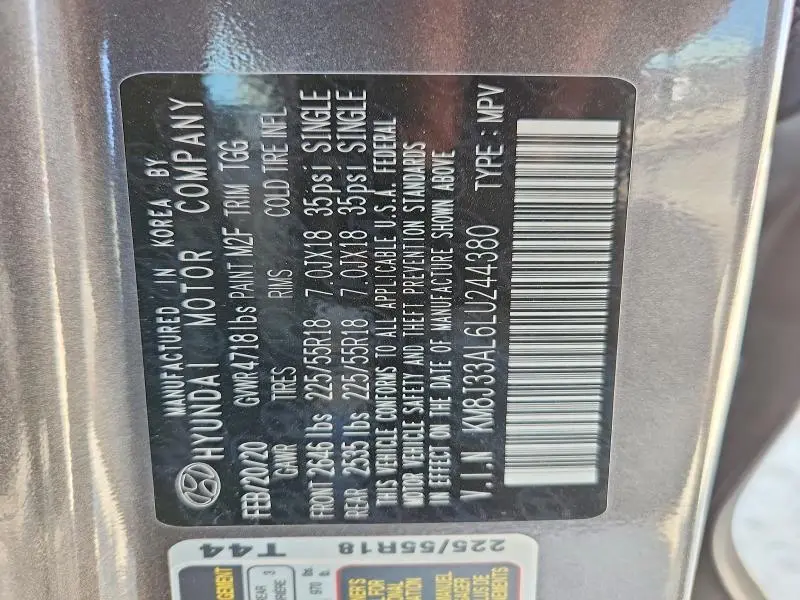 MANUFACTURED IN KOREA BY
HYUNDAI MOTOR COMPANY
FEB/20/20 GVWR 4718lbs PAINT M2F TRIM TGG
GAWR TIRES RIMS COLD TIRE INFL
FRONT 2646 lbs 225/55R18 7.0JX18 35psi SINGLE
REAR 2535 lbs 225/55R18 7.0JX18 35psi SINGLE
THIS VEHICLE CONFORMS TO ALL APPLICABLE U.S.A. FEDERAL
MOTOR VEHICLE SAFETY AND THEFT PREVENTION STANDARDS
IN EFFECT ON THE DATE OF MANUFACTURE SHOWN ABOVE
V.I.N KM8J33AL6LU244380 TYPE : MPV
T44
225/55R18
MANUEL